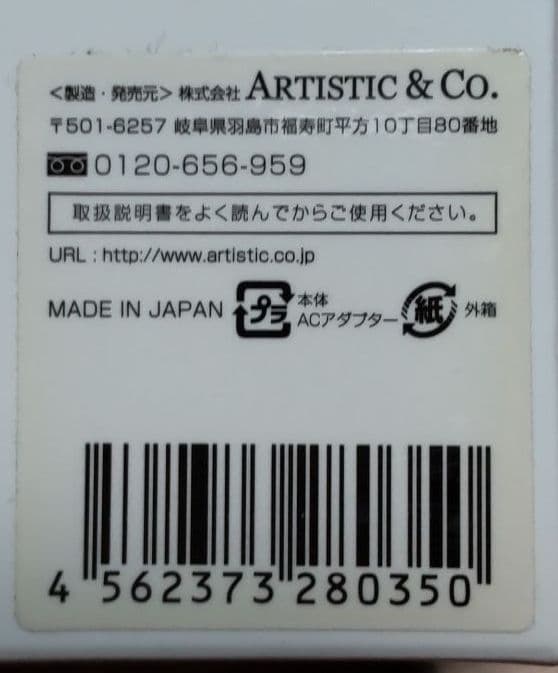 ＜製造・発売元＞ 株式会社 ARTISTIC & CO.
〒501-6257 岐阜県羽島市福寿町平方10丁目80番地
0120-656-959
取扱説明書をよく読んでからご使用ください。
URL : http://www.artistic.co.jp
MADE IN JAPAN プラ 本体 ACアダプター 紙 外箱
4 562373 280350